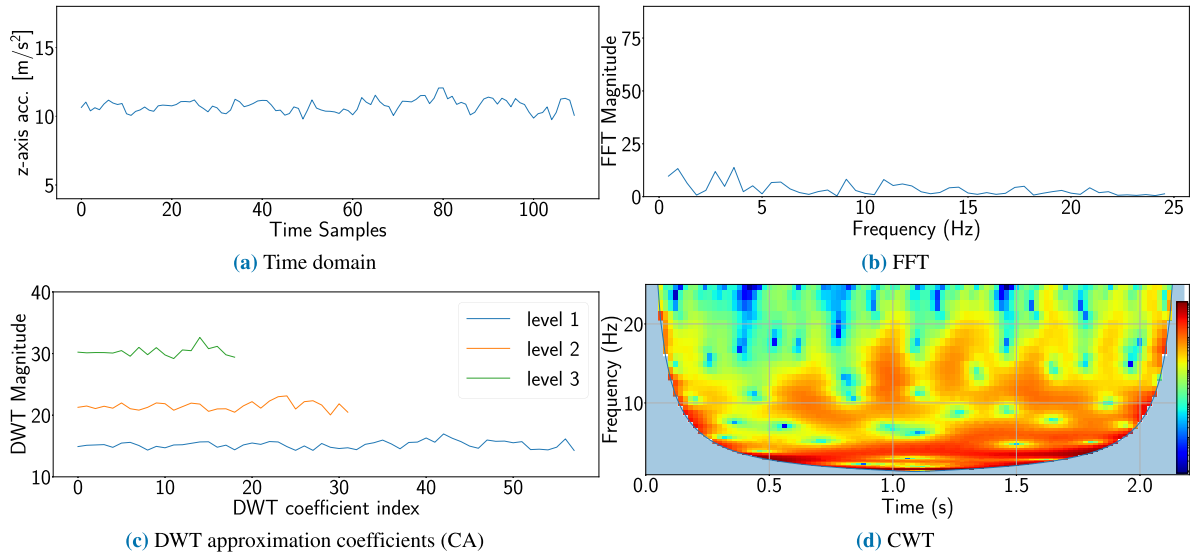 z-axis acc. [m/s²]
15
10
5
0 20 40 60 80 100
Time Samples
(a) Time domain
FFT Magnitude
75
50
25
0
0 5 10 15 20 25
Frequency (Hz)
(b) FFT
DWT Magnitude
40
30
20
10
level 1
level 2
level 3
0 10 20 30 40 50
DWT coefficient index
(c) DWT approximation coefficients (CA)
Frequency (Hz)
20
10
0.0 0.5 1.0 1.5 2.0
Time (s)
(d) CWT